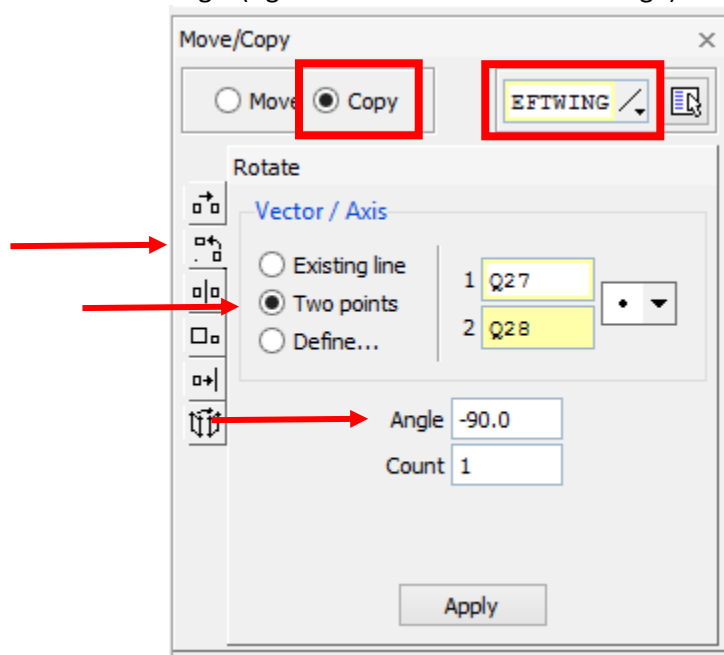 Move/Copy
Move Copy
EFTWING
Rotate
Vector / Axis
Existing line
Two points
Define...
1 Q27
2 Q28
Angle -90.0
Count 1
Apply